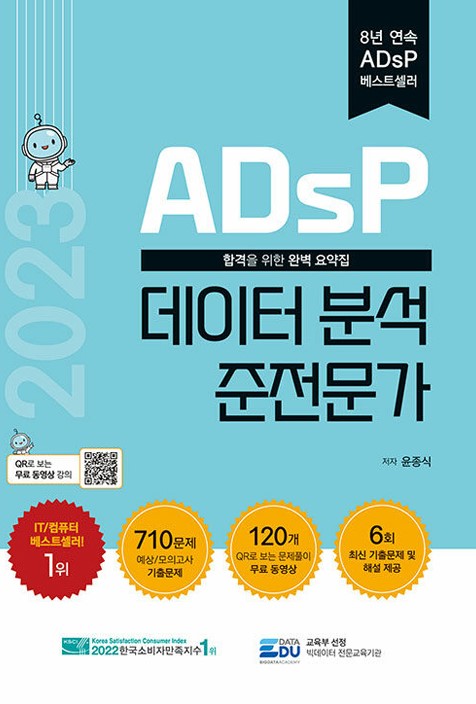 8년 연속
ADsP
베스트셀러
ADsP
2023
합격을 위한 완벽 요약집
데이터 분석
준전문가
저자 윤종식
QR로 보는
무료 동영상 강의
IT/컴퓨터
베스트셀러!
1위
710문제
예상/모의고사
기출문제
120개
QR로 보는 문제풀이
무료 동영상
6회
최신 기출문제 및
해설 제공
KSCI
Korea Satisfaction Consumer Index
2022한국소비자만족지수1위
DATA
EDU
BIGDATA ACADEMY
교육부 선정
빅데이터 전문교육기관